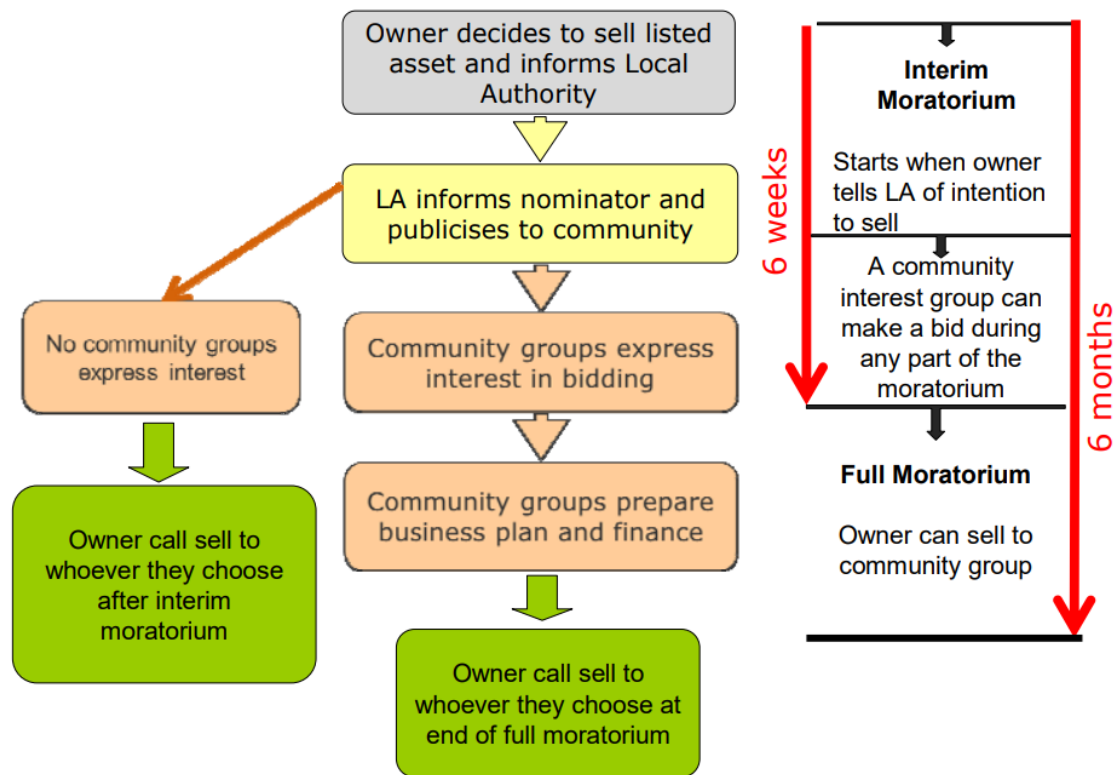 Owner decides to sell listed
asset and informs Local
Authority
LA informs nominator and
publicises to community
No community groups
express interest
Community groups express
interest in bidding
Community groups prepare
business plan and finance
Owner call sell to
whoever they choose
after interim
moratorium
Owner call sell to
whoever they choose at
end of full moratorium
6 weeks
Interim
Moratorium
Starts when owner
tells LA of intention
to sell
A community
interest group can
make a bid during
any part of the
moratorium
Full Moratorium
Owner can sell to
community group
6 months